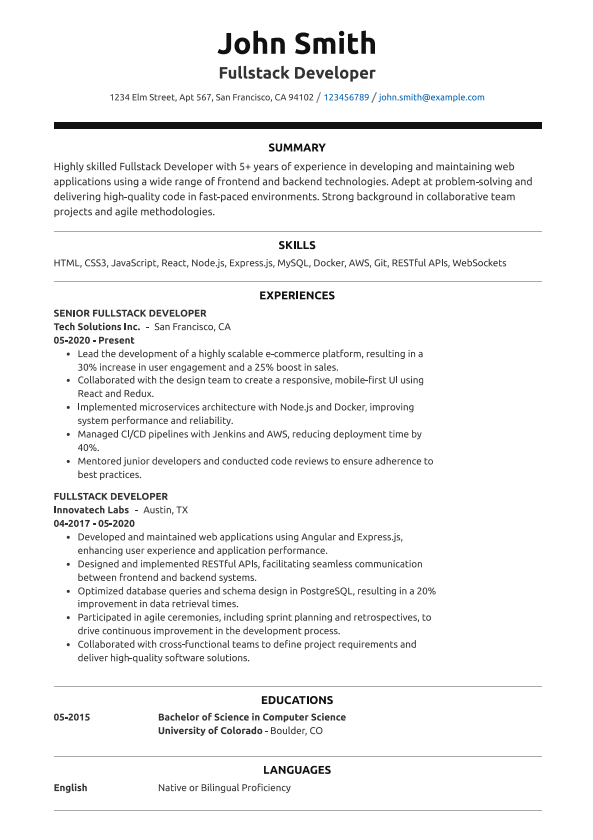 John Smith
Fullstack Developer
1234 Elm Street, Apt 567, San Francisco, CA 94102 / 123456789 / john.smith@example.com
SUMMARY
Highly skilled Fullstack Developer with 5+ years of experience in developing and maintaining web
applications using a wide range of frontend and backend technologies. Adept at problem-solving and
delivering high-quality code in fast-paced environments. Strong background in collaborative team
projects and agile methodologies.
SKILLS
HTML, CSS3, JavaScript, React, Node.js, Express.js, MySQL, Docker, AWS, Git, RESTful APIs, WebSockets
EXPERIENCES
SENIOR FULLSTACK DEVELOPER
Tech Solutions Inc. - San Francisco, CA
05-2020 - Present
• Lead the development of a highly scalable e-commerce platform, resulting in a
30% increase in user engagement and a 25% boost in sales.
• Collaborated with the design team to create a responsive, mobile-first UI using
React and Redux.
• Implemented microservices architecture with Node.js and Docker, improving
system performance and reliability.
• Managed CI/CD pipelines with Jenkins and AWS, reducing deployment time by
40%.
• Mentored junior developers and conducted code reviews to ensure adherence to
best practices.
FULLSTACK DEVELOPER
Innovatech Labs - Austin, TX
04-2017 - 05-2020
• Developed and maintained web applications using Angular and Express.js,
enhancing user experience and application performance.
• Designed and implemented RESTful APIs, facilitating seamless communication
between frontend and backend systems.
• Optimized database queries and schema design in PostgreSQL, resulting in a 20%
improvement in data retrieval times.
• Participated in agile ceremonies, including sprint planning and retrospectives, to
drive continuous improvement in the development process.
• Collaborated with cross-functional teams to define project requirements and
deliver high-quality software solutions.
EDUCATIONS
05-2015 Bachelor of Science in Computer Science
University of Colorado - Boulder, CO
LANGUAGES
English Native or Bilingual Proficiency